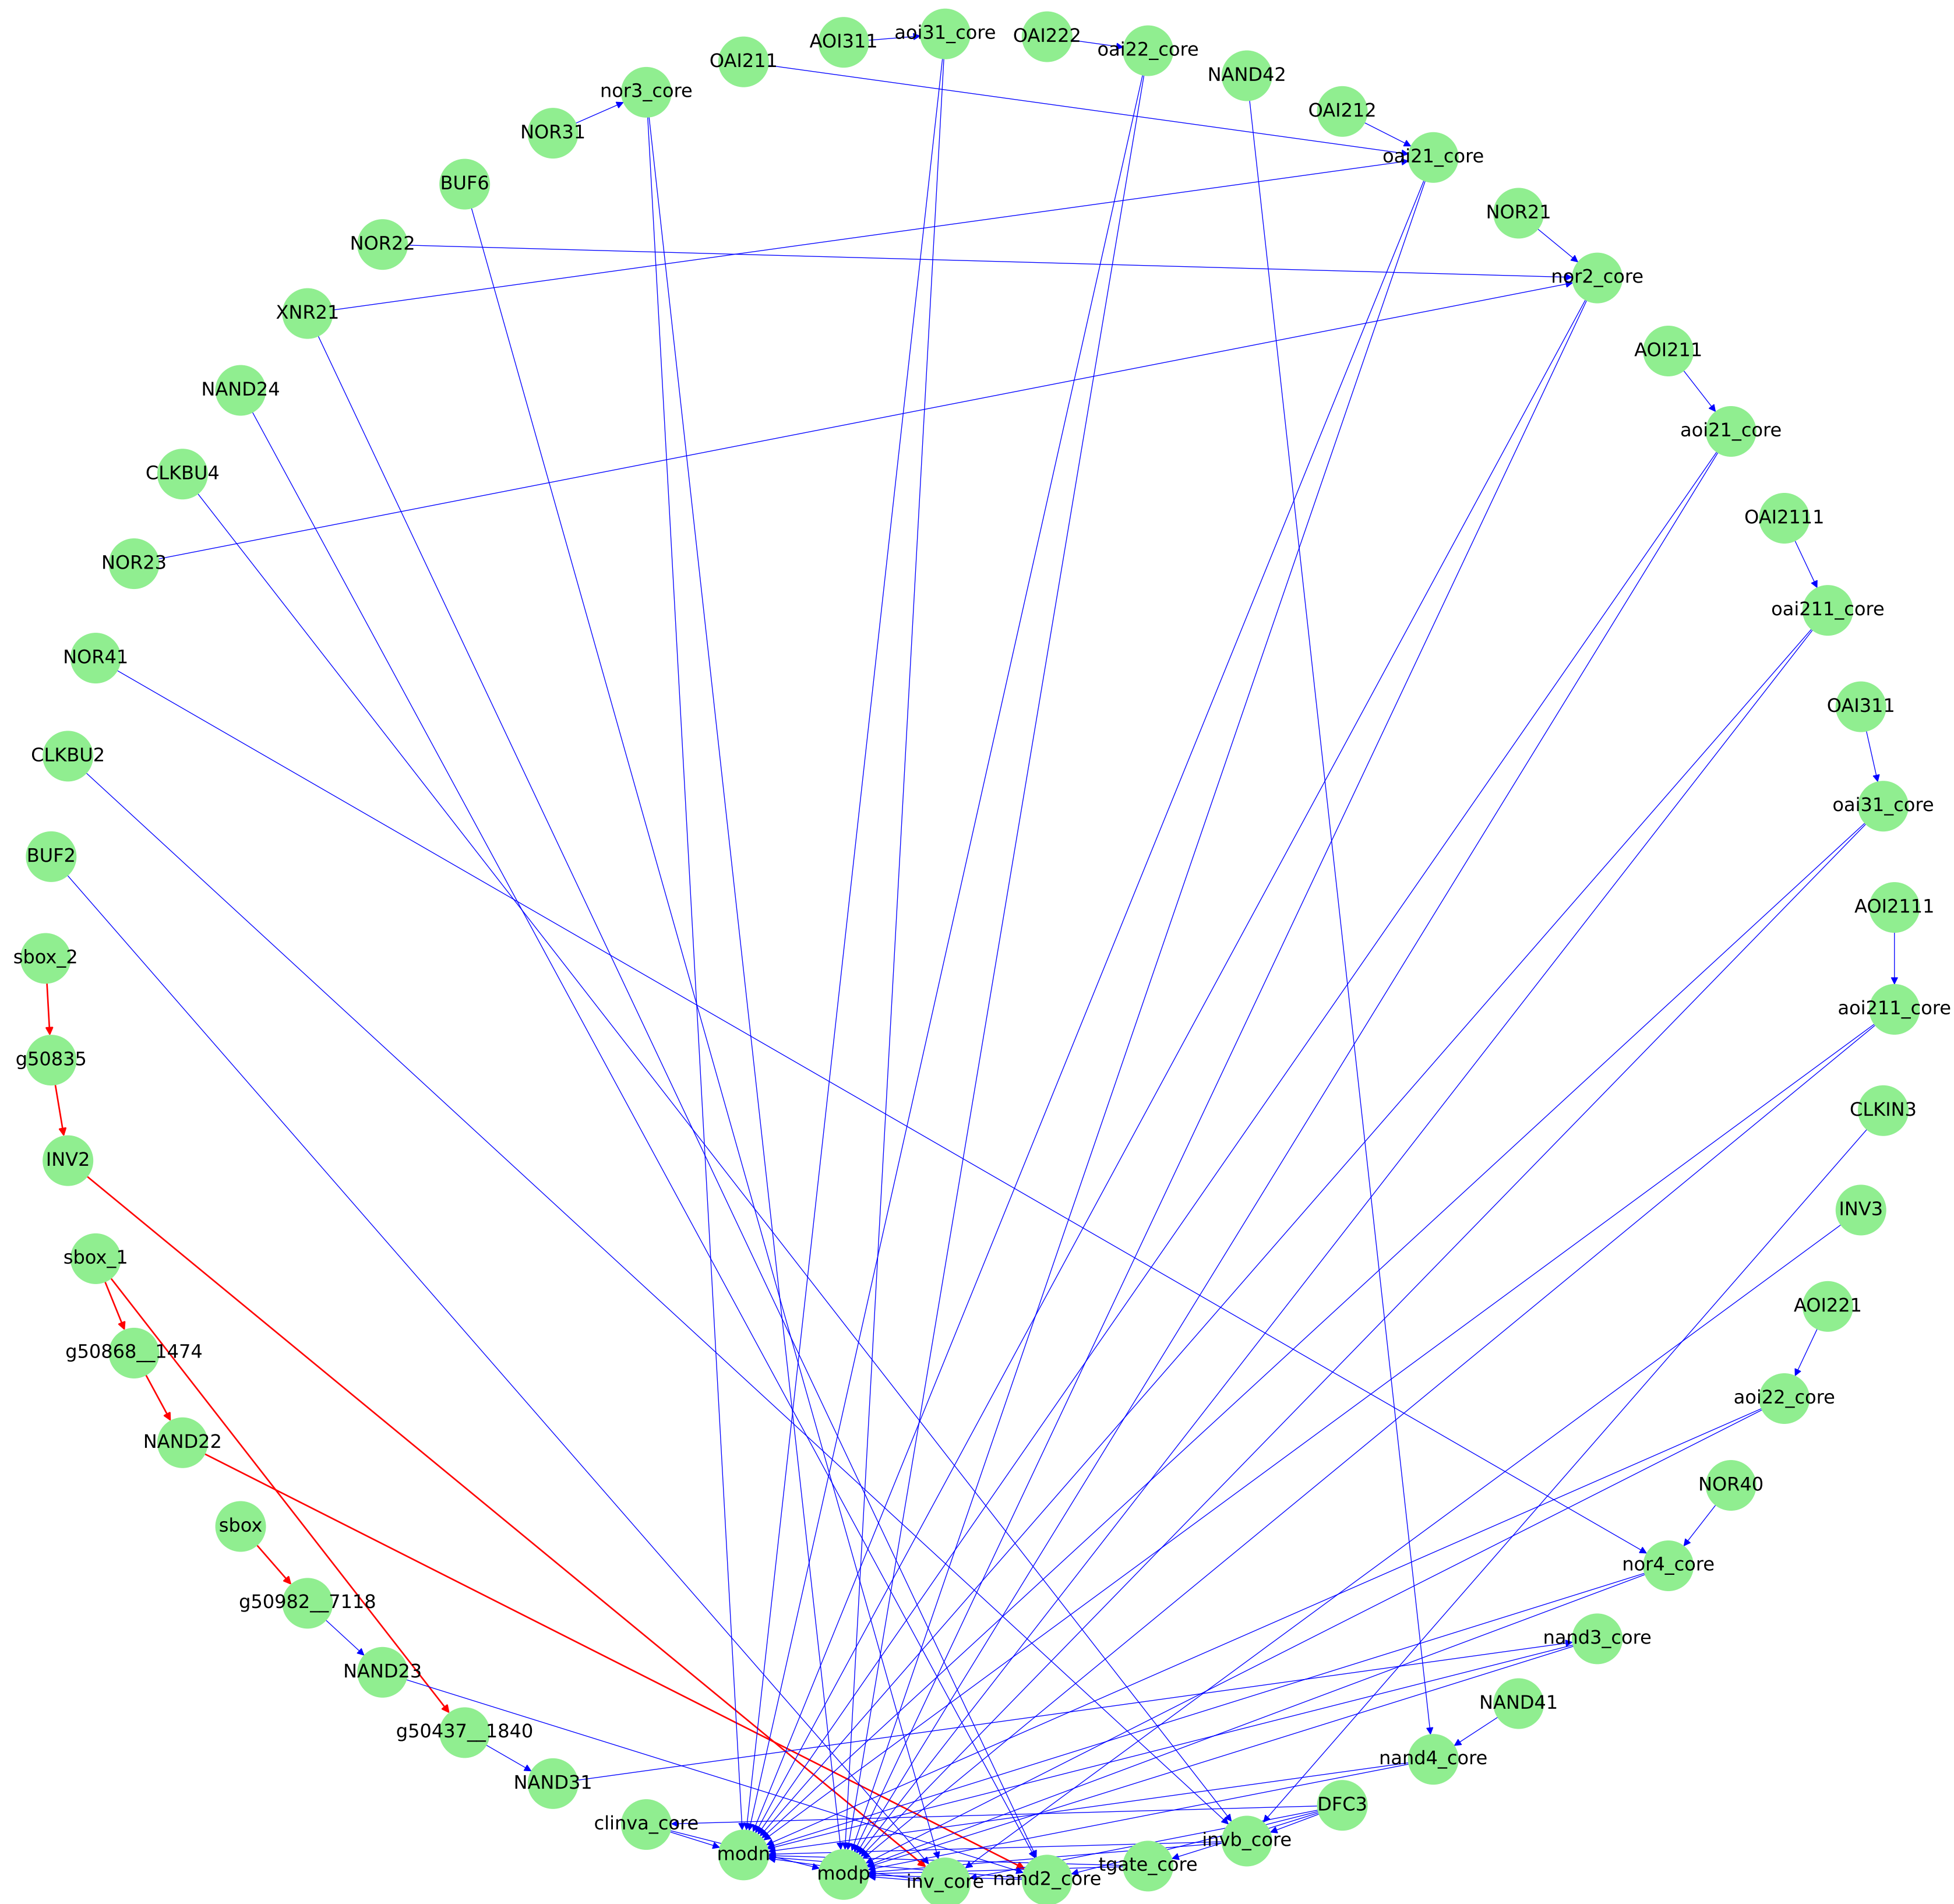 aoi31_core
OAI222
AOI311
oai22_core
OAI211
NAND42
nor3_core
OAI212
NOR31
oai21_core
BUF6
NOR21
NOR22
nor2_core
XNR21
AOI211
NAND24
aoi21_core
CLKBU4
OAI2111
NOR23
oai211_core
NOR41
OAI311
CLKBU2
oai31_core
BUF2
AOI2111
sbox_2
aoi211_core
g50835
CLKIN3
INV2
INV3
sbox_1
AOI221
g50868__1474
aoi22_core
NAND22
NOR40
sbox
nor4_core
g50982__7118
nand3_core
NAND23
NAND41
g50437__1840
nand4_core
NAND31
DFC3
clinva_core
invb_core
modn
tgate_core
modp
nand2_core
inv_core